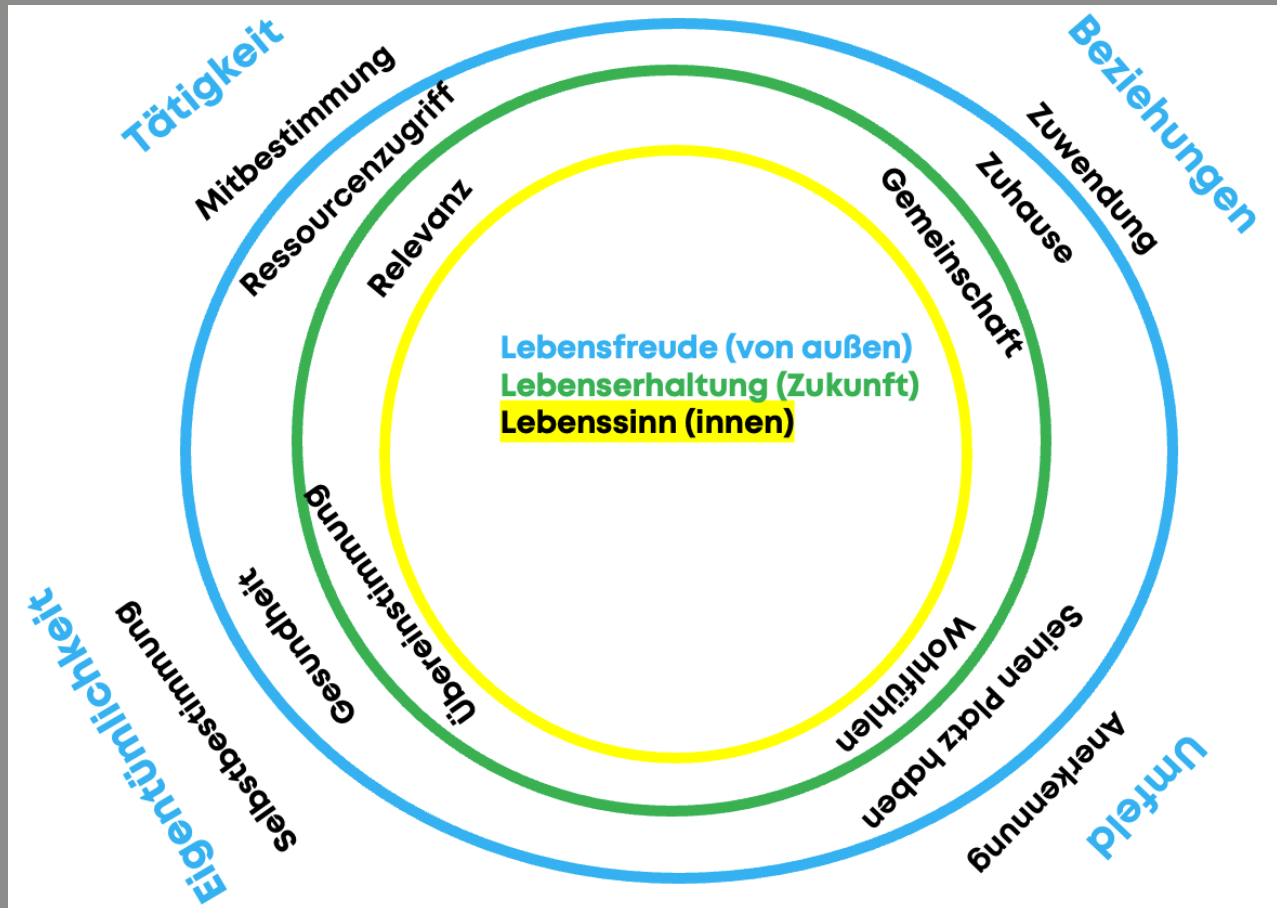 Tätigkeit
Mitbestimmung
Ressourcenzugriff
Relevanz
Beziehungen
Zuwendung
Zuhause
Gemeinschaft
Lebensfreude (von außen)
Lebenserhaltung (Zukunft)
Lebenssinn (innen)
Eigentümlichkeit
Selbstbestimmung
Gesundheit
Übereinstimmung
Wohlfühlen
Seinen Platz haben
Anerkennung
Umfeld